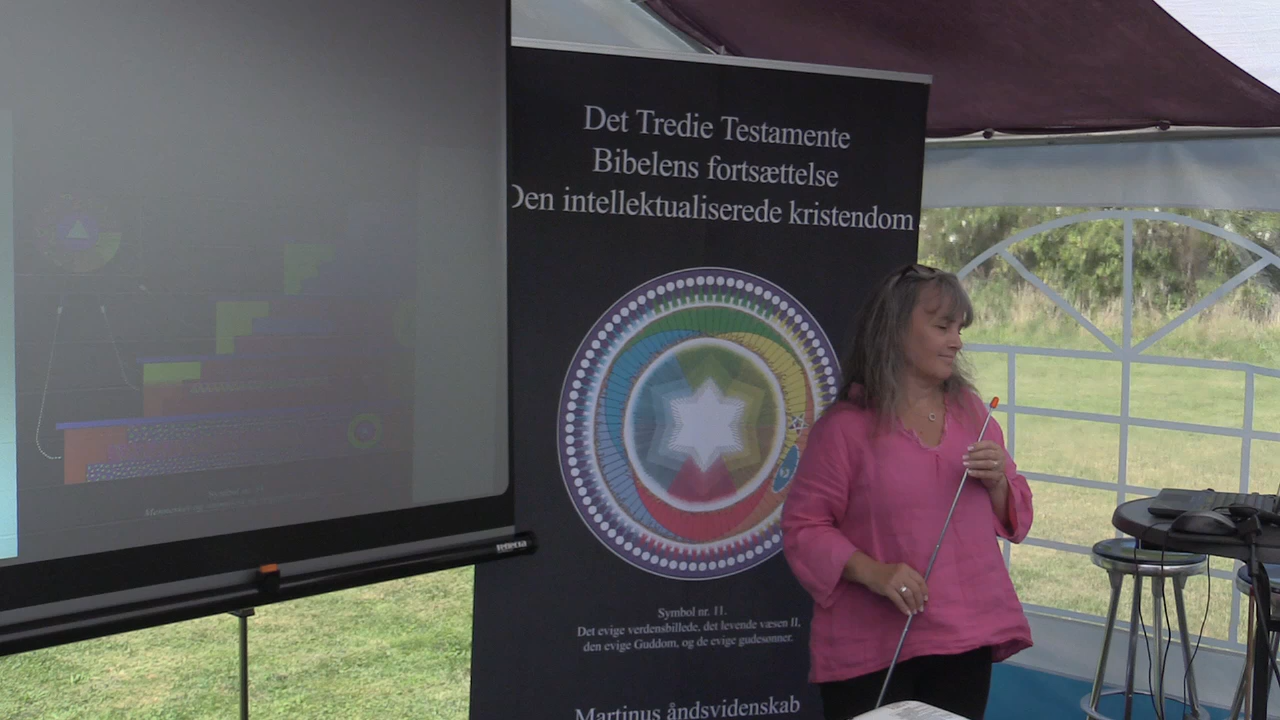 Det Tredie Testamente
Bibelens fortsættelse
Den intellektualiserede kristendom
Symbol nr. 11.
Det evige verdensbillede, det levende væsen II,
den evige Guddom, og de evige gudesønner.
Martinus åndsvidenskab